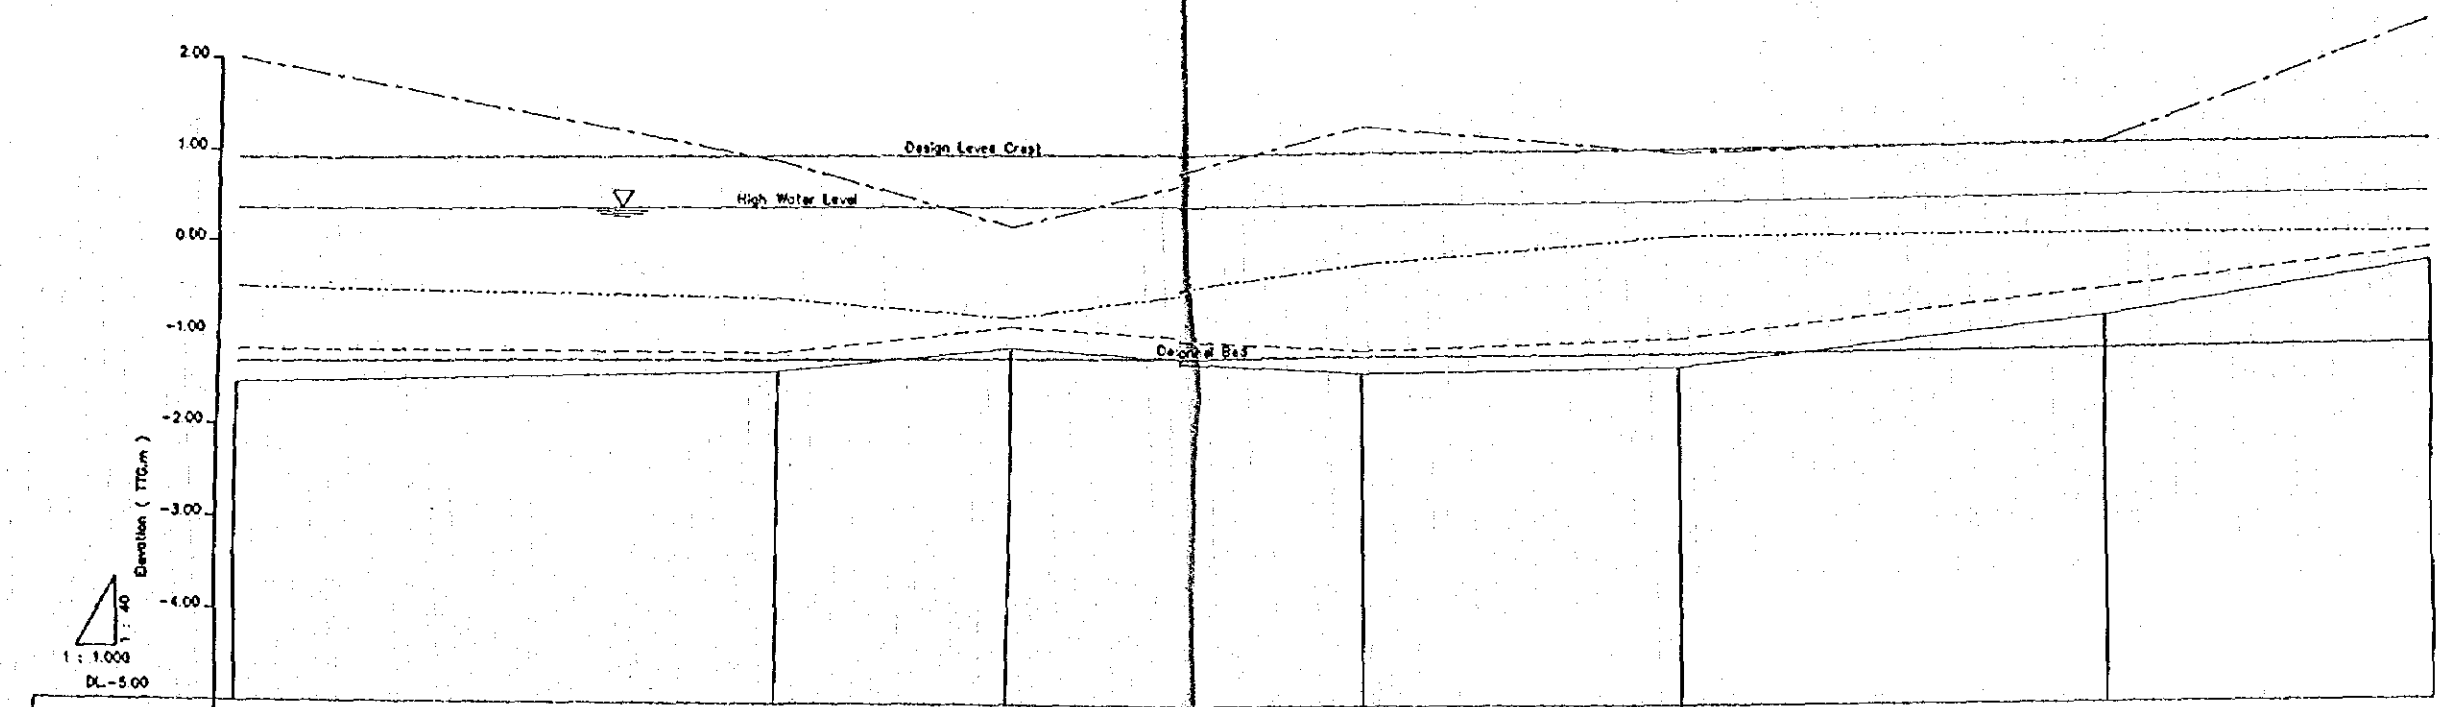 2.00
1.00
Design Levee Crest
High Water Level
0.00
-1.00
Bed
-2.00
Elevation ( TTG.m )
-3.00
-4.00
1 : 40
1 : 1.000
DL-5.00